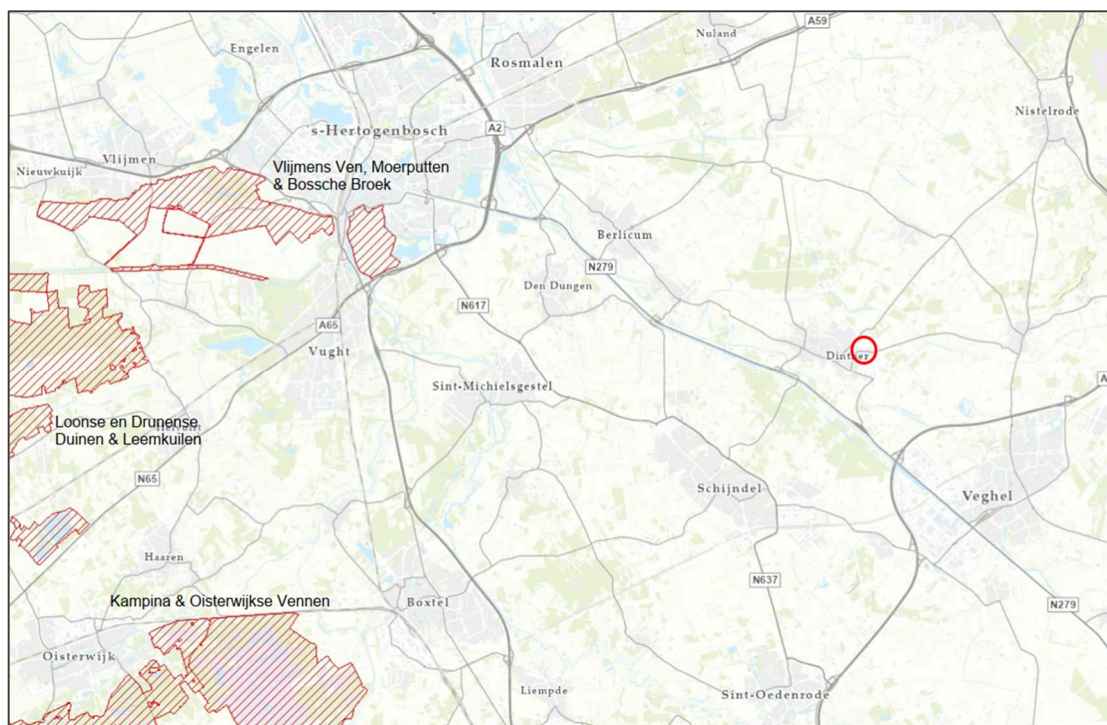 A59
Nuland
Engelen
Rosmalen
Nistelrode
's-Hertogenbosch
A2
Vlijmen
Nieuwkuijk
Vlijmens Ven, Moerputten
& Bossche Broek
Berlicum
N279
Den Dungen
N617
A65
Vught
Sint-Michielsgestel
Loonse en Drunense
Duinen & Leemkuilen
N65
Schijndel
Veghel
Haaren
N637
Kampina & Oisterwijkse Vennen
Boxtel
N279
Oisterwijk
Liempde
Sint-Oedenrode